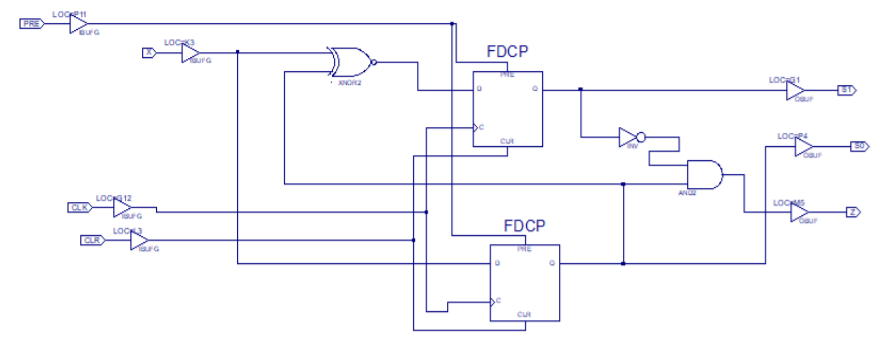 LOC=P11
PRE
IBUFG
LOC=K3
X
IBUFG
XNOR2
FDCP
PRE
D
Q
C
CLR
LOC=G1
OBUF
S1
LOC=P4
OBUF
S0
INV
AND2
LOC=M5
OBUF
Z
LOC=G12
CLK
IBUFG
LOC=L3
CLR
IBUFG
FDCP
PRE
D
Q
C
CLR